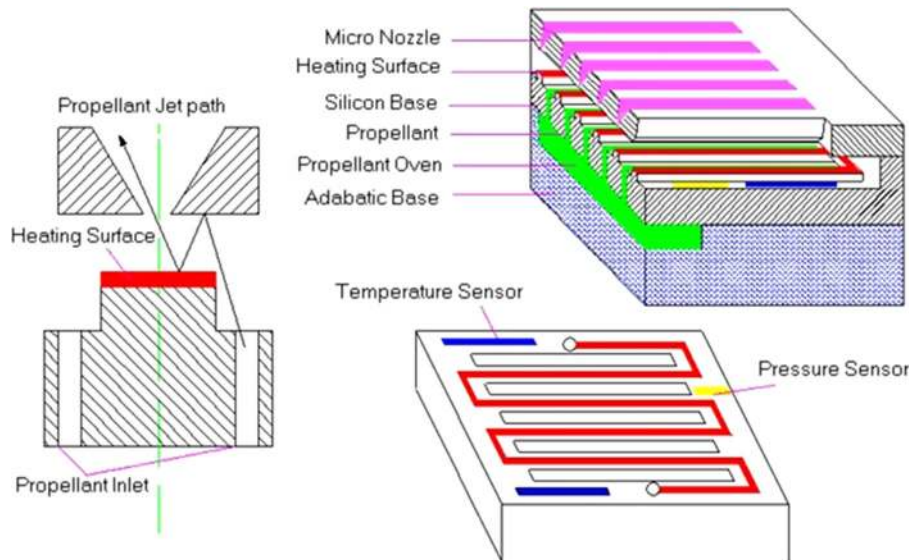 Micro Nozzle
Heating Surface
Silicon Base
Propellant
Propellant Oven
Adabatic Base
Propellant Jet path
Heating Surface
Propellant Inlet
Temperature Sensor
Pressure Sensor